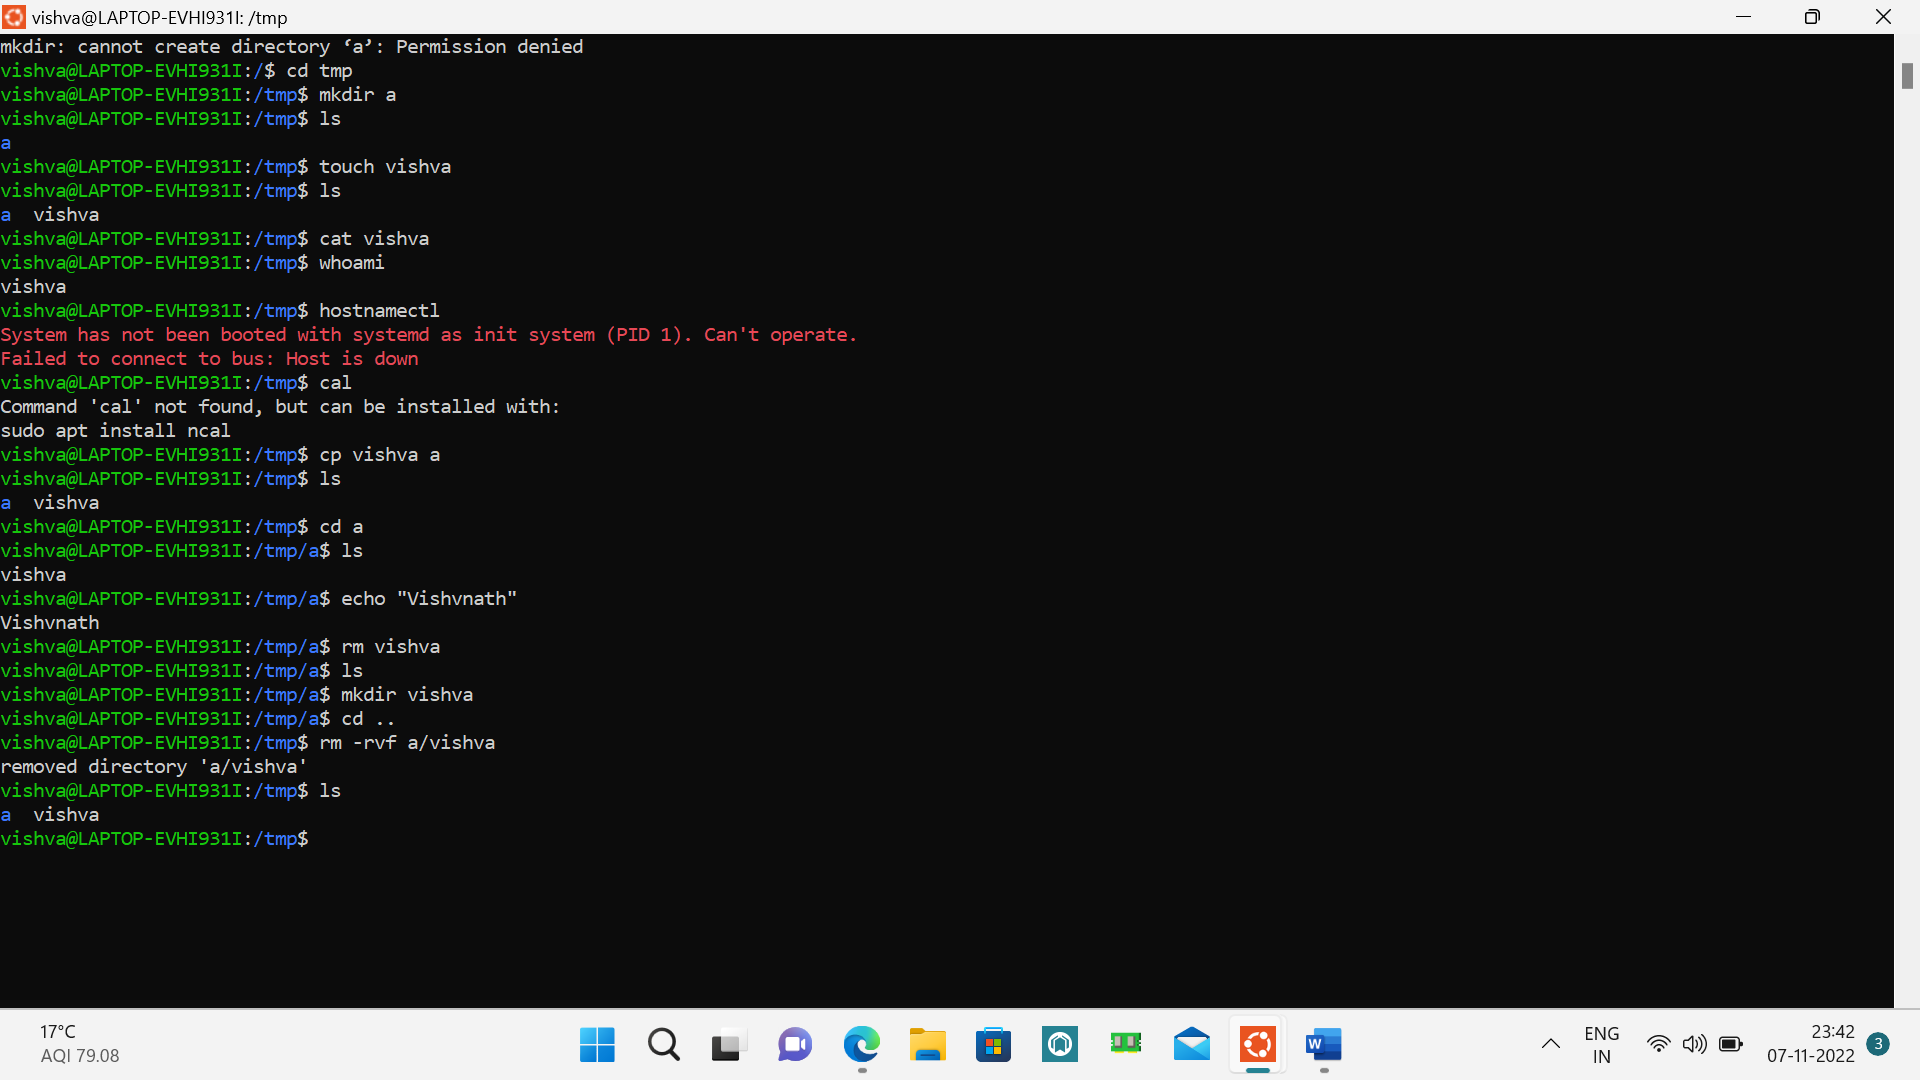 vishva@LAPTOP-EVHI931I: /tmp
mkdir: cannot create directory ‘a’: Permission denied
vishva@LAPTOP-EVHI931I:/$ cd tmp
vishva@LAPTOP-EVHI931I:/tmp$ mkdir a
vishva@LAPTOP-EVHI931I:/tmp$ ls
a
vishva@LAPTOP-EVHI931I:/tmp$ touch vishva
vishva@LAPTOP-EVHI931I:/tmp$ ls
a  vishva
vishva@LAPTOP-EVHI931I:/tmp$ cat vishva
vishva@LAPTOP-EVHI931I:/tmp$ whoami
vishva
vishva@LAPTOP-EVHI931I:/tmp$ hostnamectl
System has not been booted with systemd as init system (PID 1). Can't operate.
Failed to connect to bus: Host is down
vishva@LAPTOP-EVHI931I:/tmp$ cal
Command 'cal' not found, but can be installed with:
sudo apt install ncal
vishva@LAPTOP-EVHI931I:/tmp$ cp vishva a
vishva@LAPTOP-EVHI931I:/tmp$ ls
a  vishva
vishva@LAPTOP-EVHI931I:/tmp$ cd a
vishva@LAPTOP-EVHI931I:/tmp/a$ ls
vishva
vishva@LAPTOP-EVHI931I:/tmp/a$ echo "Vishvnath"
Vishvnath
vishva@LAPTOP-EVHI931I:/tmp/a$ rm vishva
vishva@LAPTOP-EVHI931I:/tmp/a$ ls
vishva@LAPTOP-EVHI931I:/tmp/a$ mkdir vishva
vishva@LAPTOP-EVHI931I:/tmp/a$ cd ..
vishva@LAPTOP-EVHI931I:/tmp$ rm -rvf a/vishva
removed directory 'a/vishva'
vishva@LAPTOP-EVHI931I:/tmp$ ls
a  vishva
vishva@LAPTOP-EVHI931I:/tmp$
17°C
AQI 79.08
W
ENG
IN
23:42
07-11-2022
3